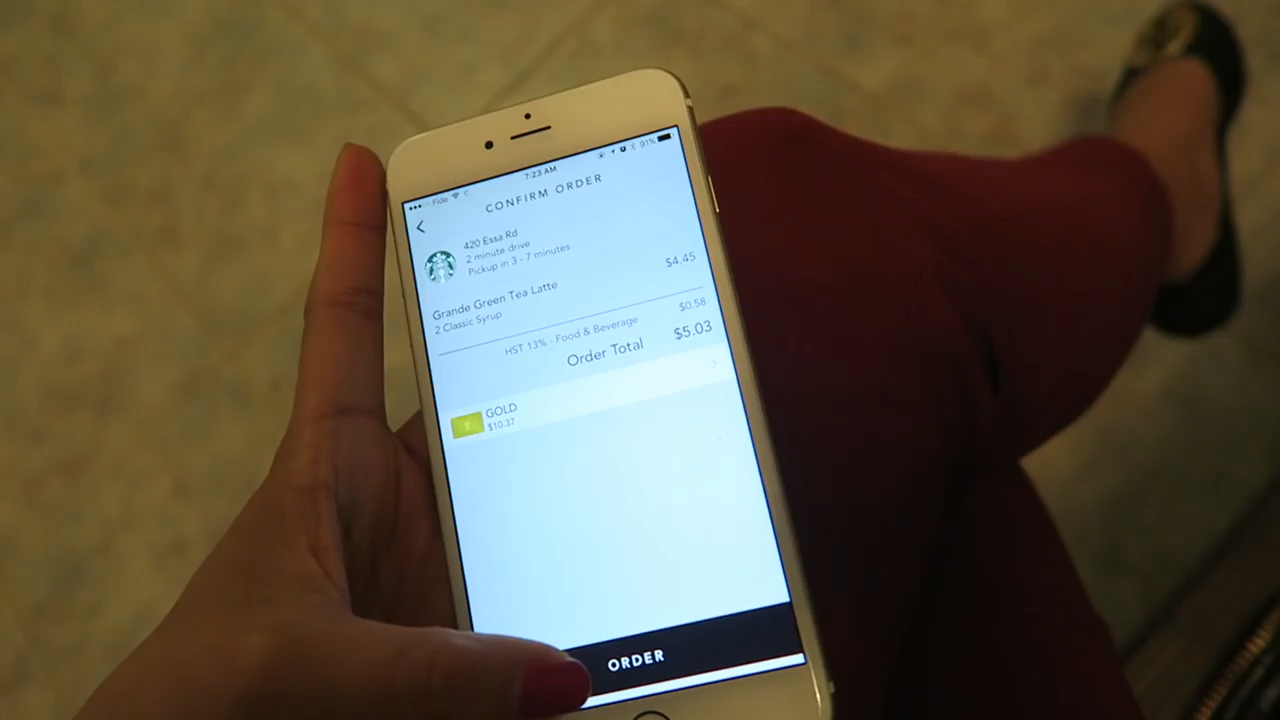 Fido 7:23 AM 91%
CONFIRM ORDER
420 Essa Rd
2 minute drive
Pickup in 3 - 7 minutes
Grande Green Tea Latte $4.45
2 Classic Syrup
HST 13% - Food & Beverage $0.58
Order Total $5.03
GOLD
$10.37
ORDER